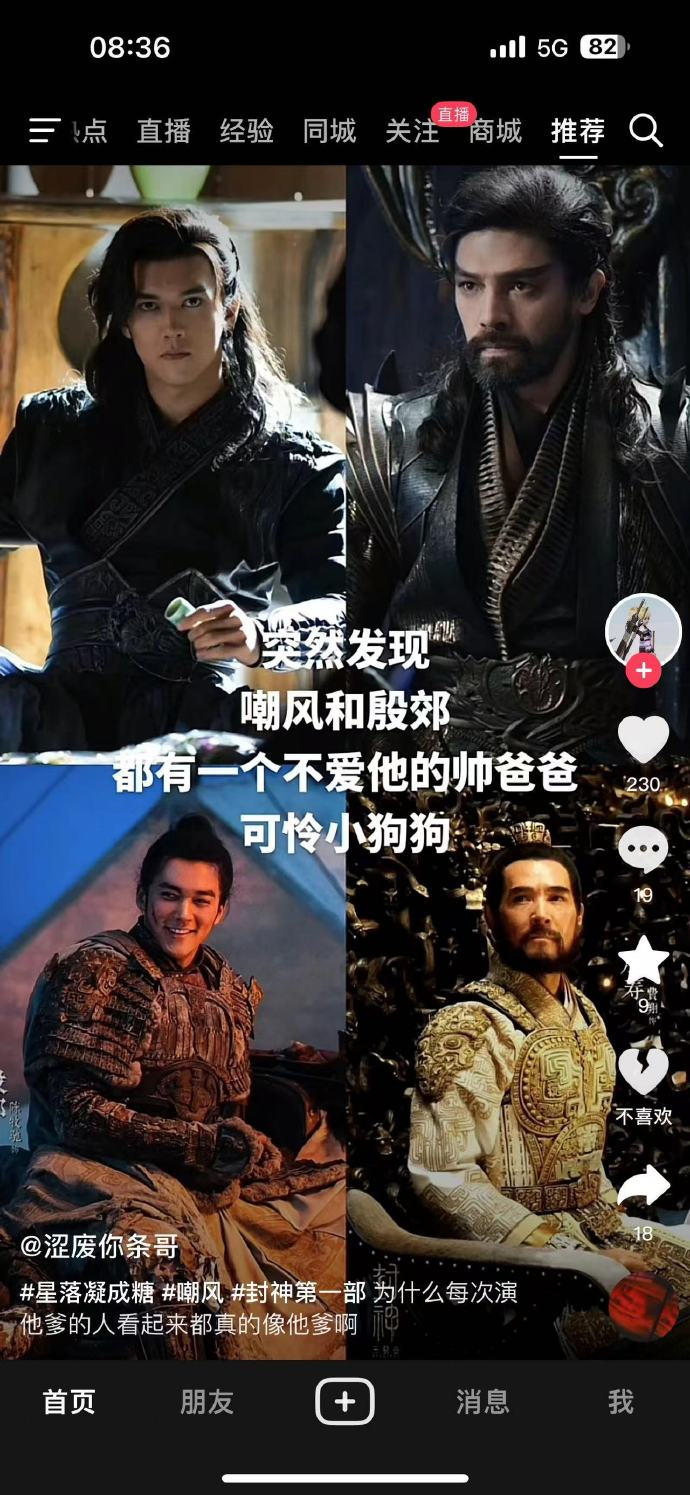 08:36
5G 82
点 直播 经验 同城 关注 直播 商城 推荐
突然发现
嘲风和殷郊
都有一个不爱他的帅爸爸
可怜小狗狗
230
19
寿
费翔
9
不喜欢
18
封神
@涩废你条哥
#星落凝成糖 #嘲风 #封神第一部 为什么每次演
他爹的人看起来都真的像他爹啊
首页 朋友 消息 我